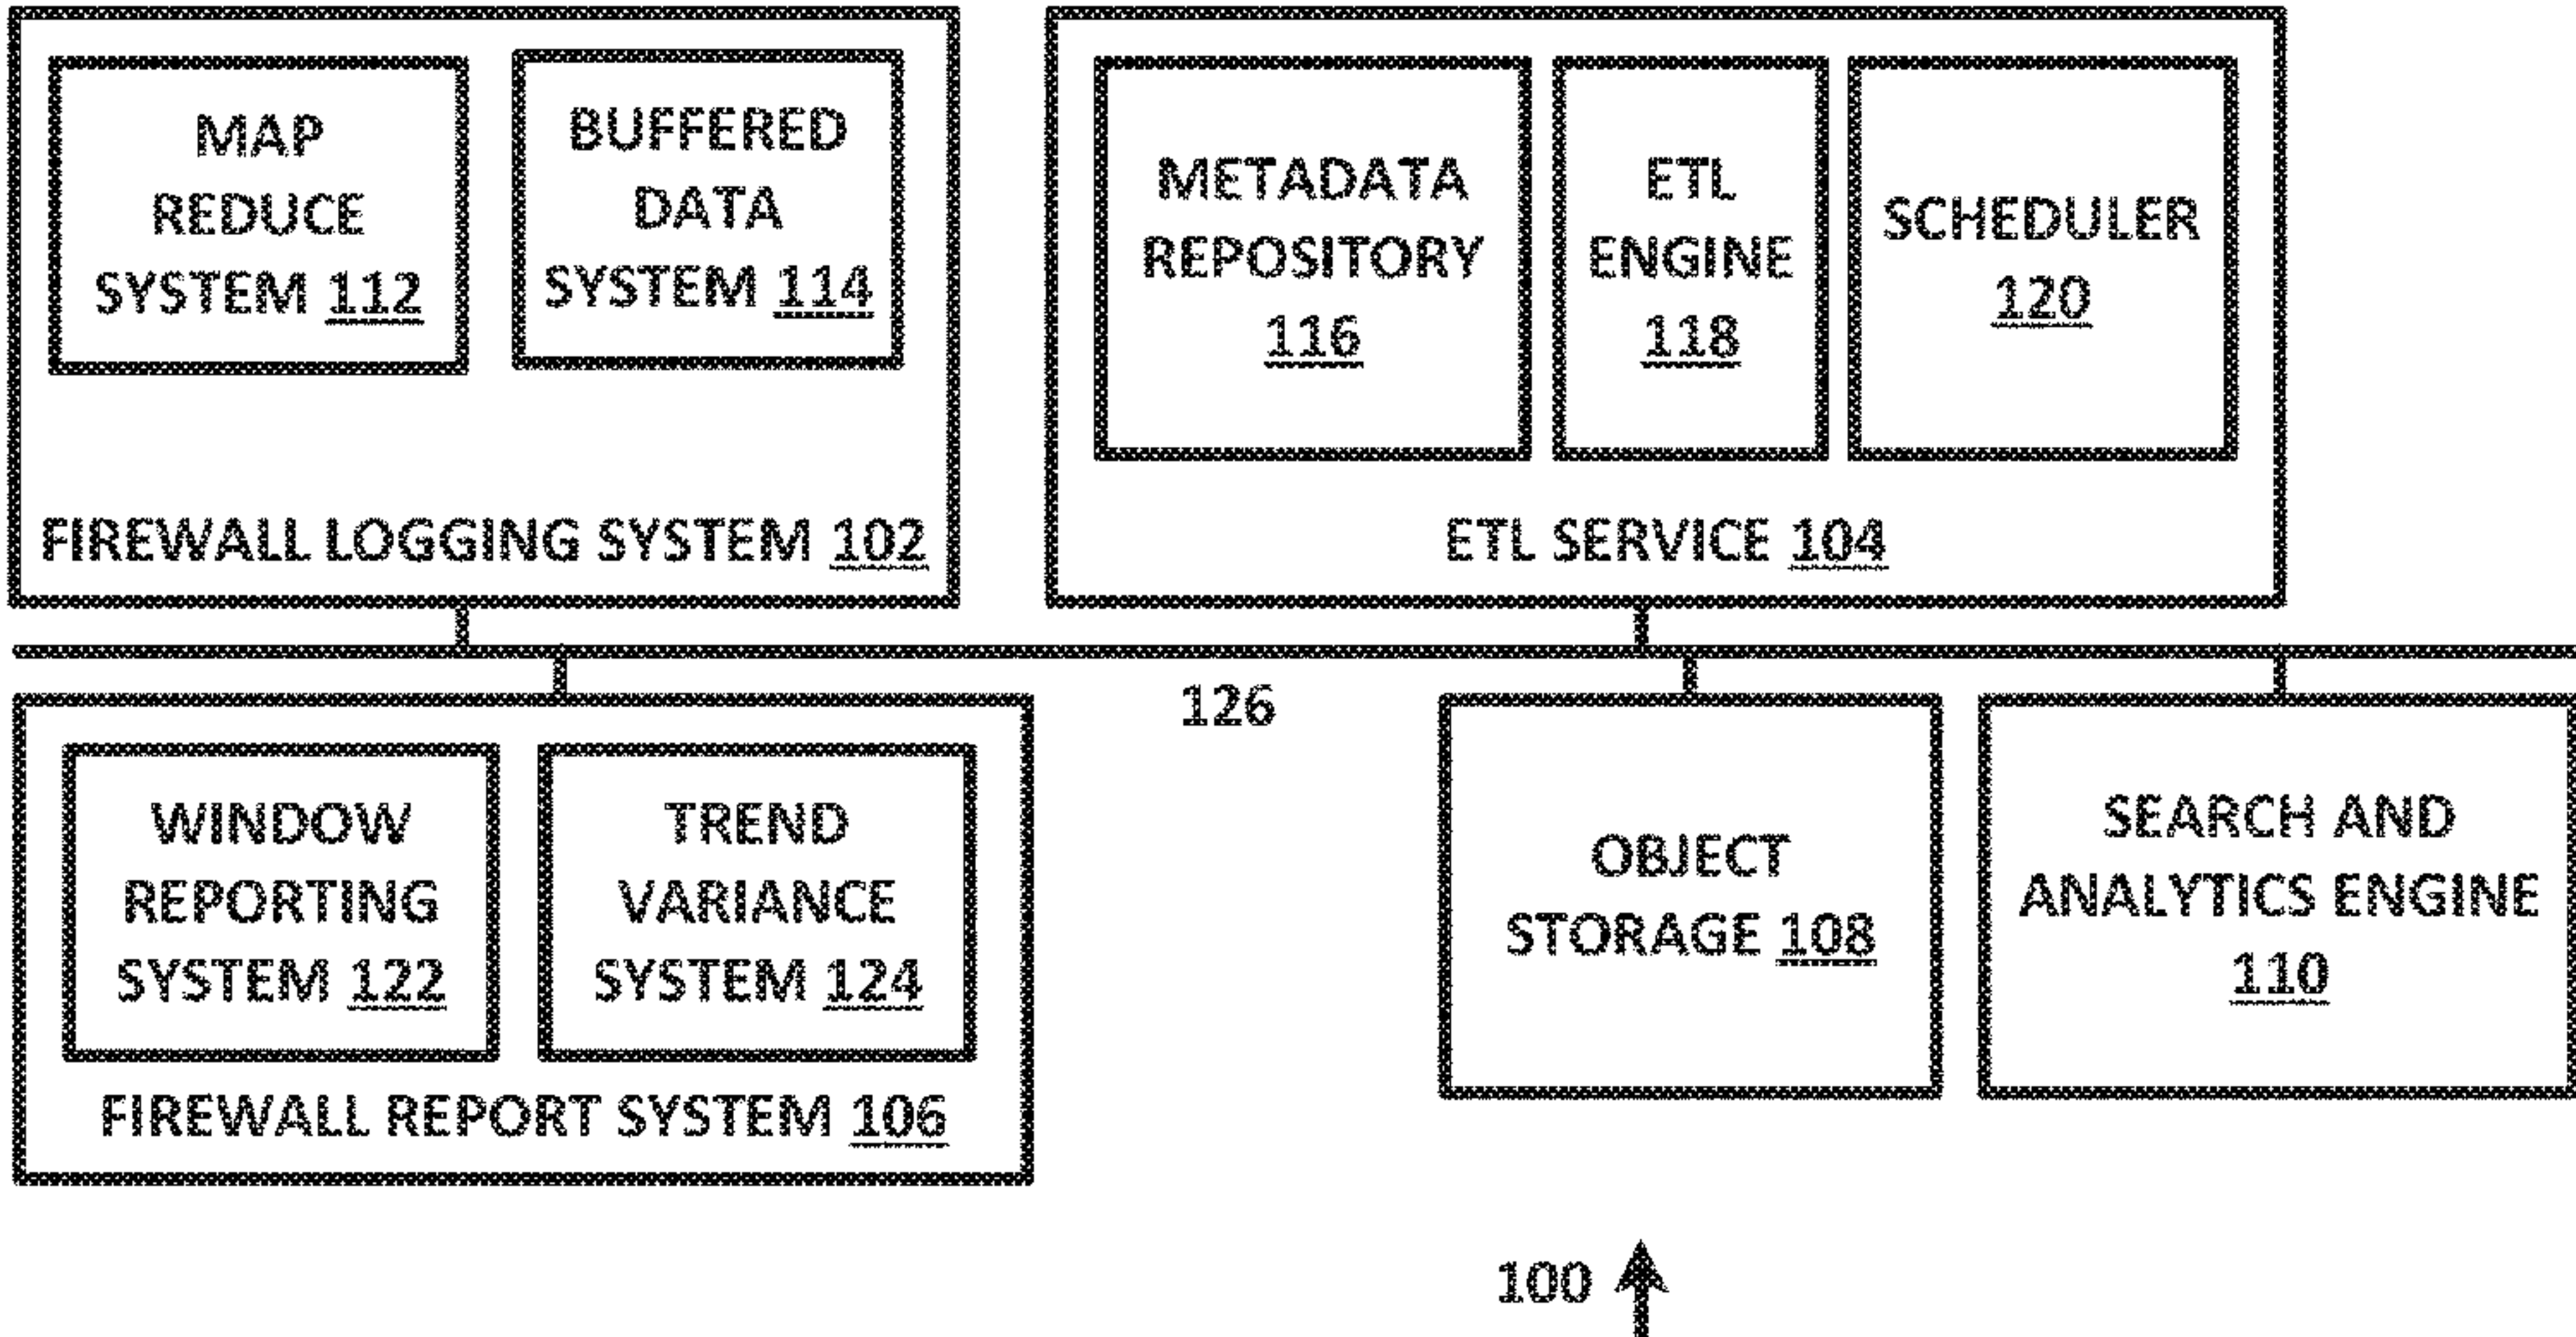 MAP
REDUCE
SYSTEM 112
BUFFERED
DATA
SYSTEM 114
FIREWALL LOGGING SYSTEM 102
METADATA
REPOSITORY
116
ETL
ENGINE
118
SCHEDULER
120
ETL SERVICE 104
126
WINDOW
REPORTING
SYSTEM 122
TREND
VARIANCE
SYSTEM 124
FIREWALL REPORT SYSTEM 106
OBJECT
STORAGE 108
SEARCH AND
ANALYTICS ENGINE
110
100